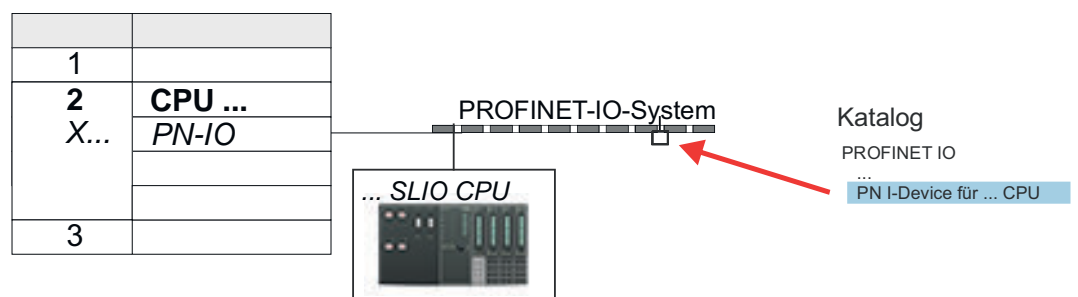 1
2 CPU ...
X... PN-IO
3
PROFINET-IO-System
... SLIO CPU
Katalog
PROFINET IO
...
PN I-Device für ... CPU